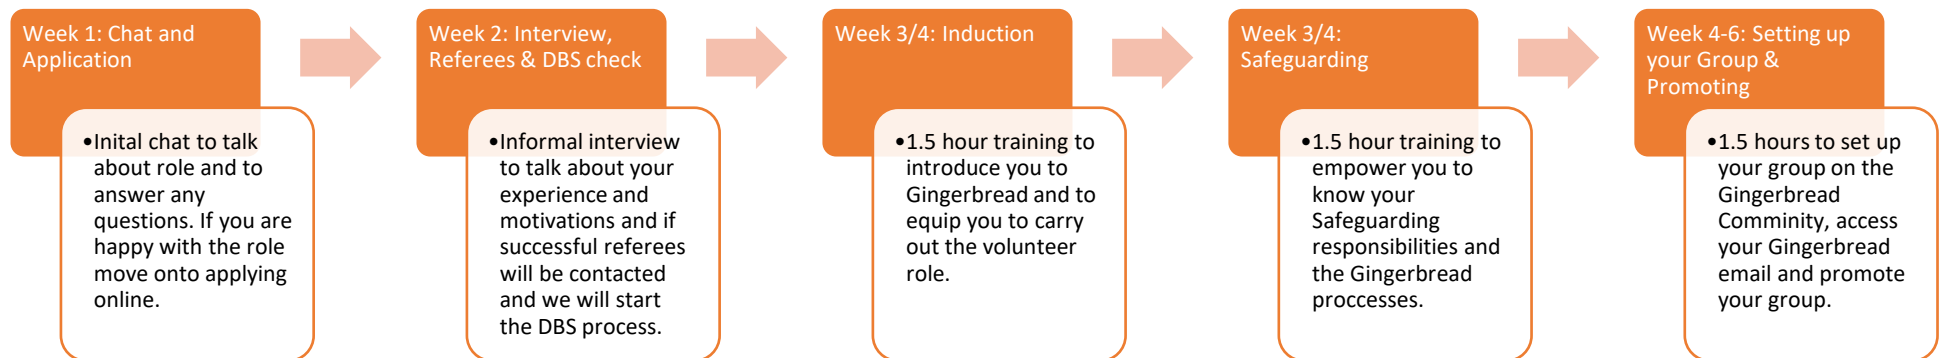 Week 1: Chat and
Application
•Inital chat to talk
about role and to
answer any
questions. If you are
happy with the role
move onto applying
online.
Week 2: Interview,
Referees & DBS check
•Informal interview
to talk about your
experience and
motivations and if
successful referees
will be contacted
and we will start
the DBS process.
Week 3/4: Induction
•1.5 hour training to
introduce you to
Gingerbread and to
equip you to carry
out the volunteer
role.
Week 3/4:
Safeguarding
•1.5 hour training to
empower you to
know your
Safeguarding
responsibilities and
the Gingerbread
proccesses.
Week 4-6: Setting up
your Group &
Promoting
•1.5 hours to set up
your group on the
Gingerbread
Comminity, access
your Gingerbread
email and promote
your group.